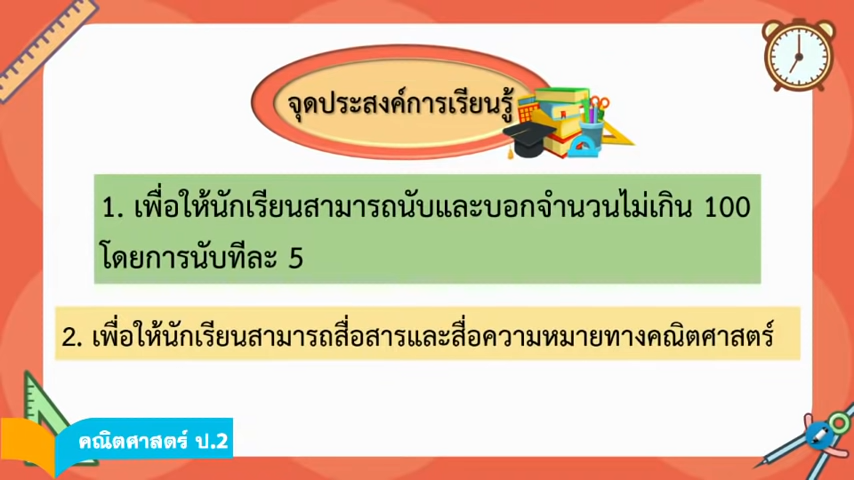 จุดประสงค์การเรียนรู้
1. เพื่อให้นักเรียนสามารถนับและบอกจำนวนไม่เกิน 100
โดยการนับทีละ 5
2. เพื่อให้นักเรียนสามารถสื่อสารและสื่อความหมายทางคณิตศาสตร์
คณิตศาสตร์ ป.2